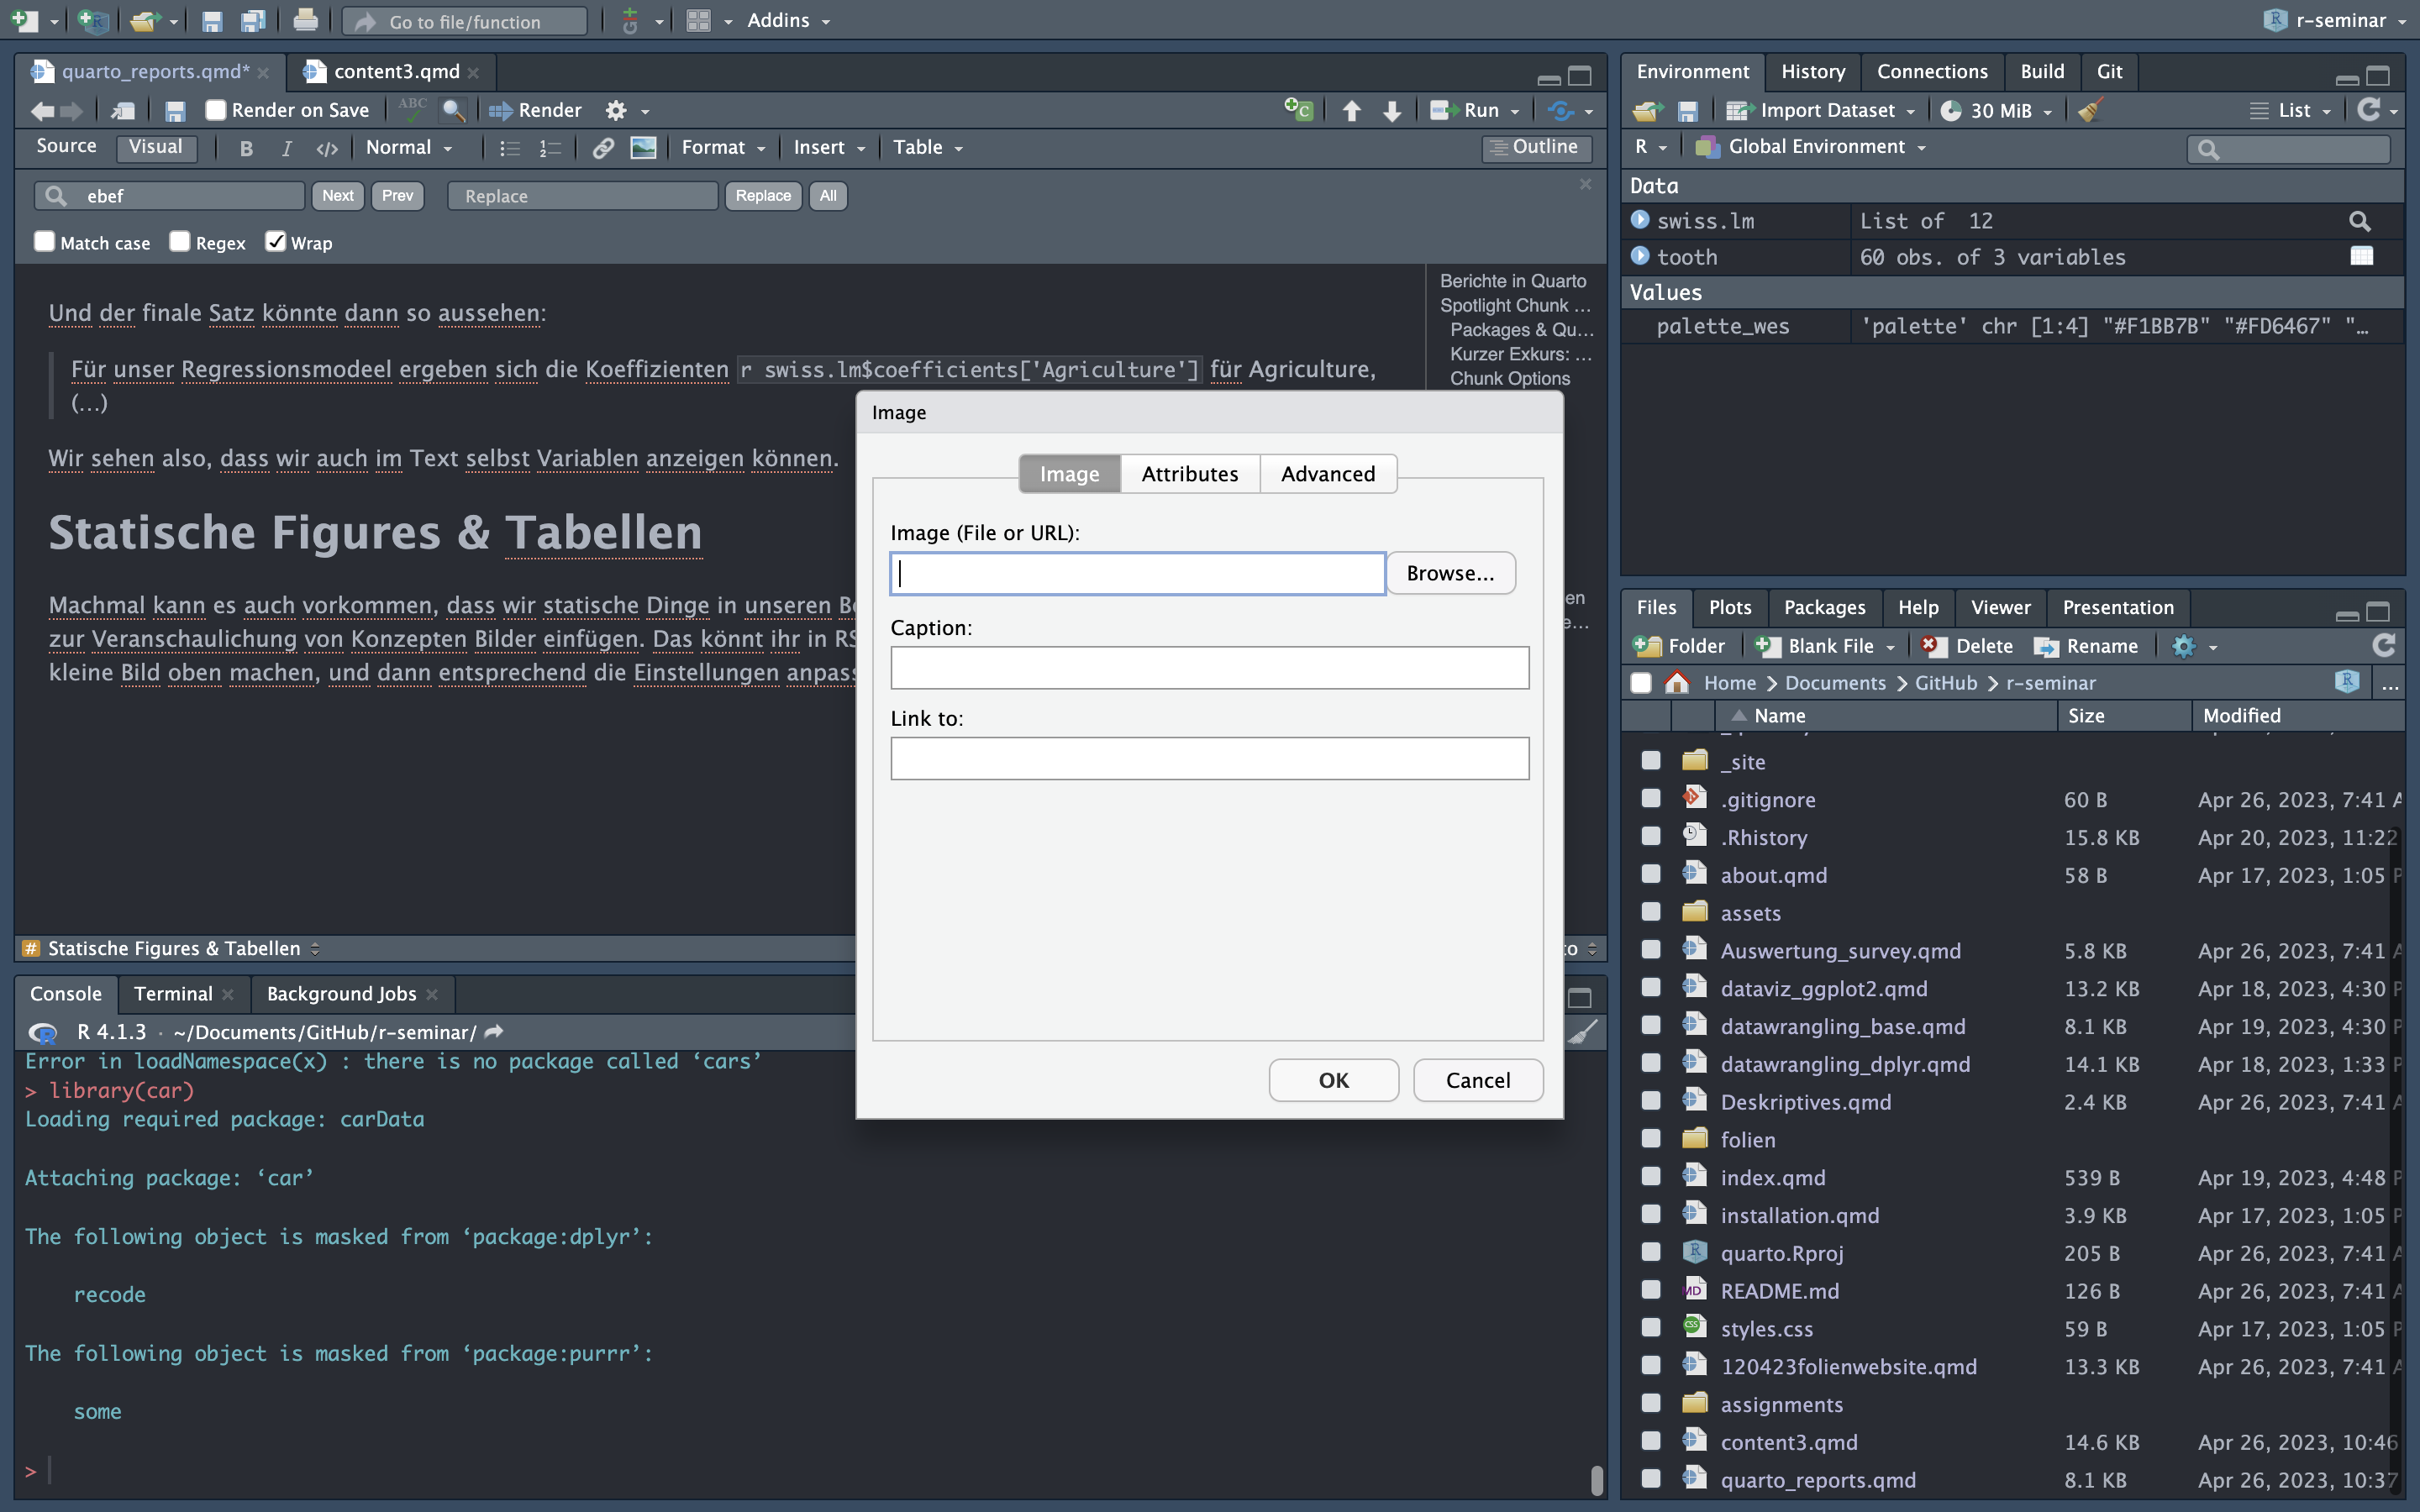 Go to file/function
Addins
r-seminar
quarto_reports.qmd*
content3.qmd
Render on Save
ABC
Render
Run
Source
Visual
B
I
</>
Normal
Format
Insert
Table
Outline
ebef
Next
Prev
Replace
Replace
All
Match case
Regex
Wrap
Und der finale Satz könnte dann so aussehen:
Für unser Regressionsmodeel ergeben sich die Koeffizienten r swiss.lm$coefficients['Agriculture'] für Agriculture,
(…)
Wir sehen also, dass wir auch im Text selbst Variablen anzeigen können.
Statische Figures & Tabellen
Machmal kann es auch vorkommen, dass wir statische Dinge in unseren
zur Veranschaulichung von Konzepten Bilder einfügen. Das könnt ihr in
kleine Bild oben machen, und dann entsprechend die Einstellungen
Berichte in Quarto
Spotlight Chunk ...
Packages & Qu...
Kurzer Exkurs: ...
Chunk Options
Statische Figures & Tabellen
Image
Image
Attributes
Advanced
Image (File or URL):
Browse...
Caption:
Link to:
OK
Cancel
Console
Terminal
Background Jobs
R 4.1.3 · ~/Documents/GitHub/r-seminar/
Error in loadNamespace(x) : there is no package called ‘cars’
> library(car)
Loading required package: carData
Attaching package: ‘car’
The following object is masked from ‘package:dplyr’:
recode
The following object is masked from ‘package:purrr’:
some
>
Environment
History
Connections
Build
Git
Import Dataset
30 MiB
List
R
Global Environment
Data
swiss.lm List of 12
tooth 60 obs. of 3 variables
Values
palette_wes 'palette' chr [1:4] "#F1BB7B" "#FD6467" "…
Files
Plots
Packages
Help
Viewer
Presentation
Folder
Blank File
Delete
Rename
Home
Documents
GitHub
r-seminar
...
Name Size Modified
_site
.gitignore 60 B Apr 26, 2023, 7:41
.Rhistory 15.8 KB Apr 20, 2023, 11:22
about.qmd 58 B Apr 17, 2023, 1:05
assets
Auswertung_survey.qmd 5.8 KB Apr 26, 2023, 7:41
dataviz_ggplot2.qmd 13.2 KB Apr 18, 2023, 4:30
datawrangling_base.qmd 8.1 KB Apr 19, 2023, 4:30
datawrangling_dplyr.qmd 14.1 KB Apr 18, 2023, 1:33
Deskriptives.qmd 2.4 KB Apr 26, 2023, 7:41
folien
index.qmd 539 B Apr 19, 2023, 4:48
installation.qmd 3.9 KB Apr 17, 2023, 1:05
quarto.Rproj 205 B Apr 26, 2023, 7:41
README.md 126 B Apr 26, 2023, 7:41
styles.css 59 B Apr 17, 2023, 1:05
120423folienwebsite.qmd 13.3 KB Apr 26, 2023, 7:41
assignments
content3.qmd 14.6 KB Apr 26, 2023, 10:46
quarto_reports.qmd 8.1 KB Apr 26, 2023, 10:37